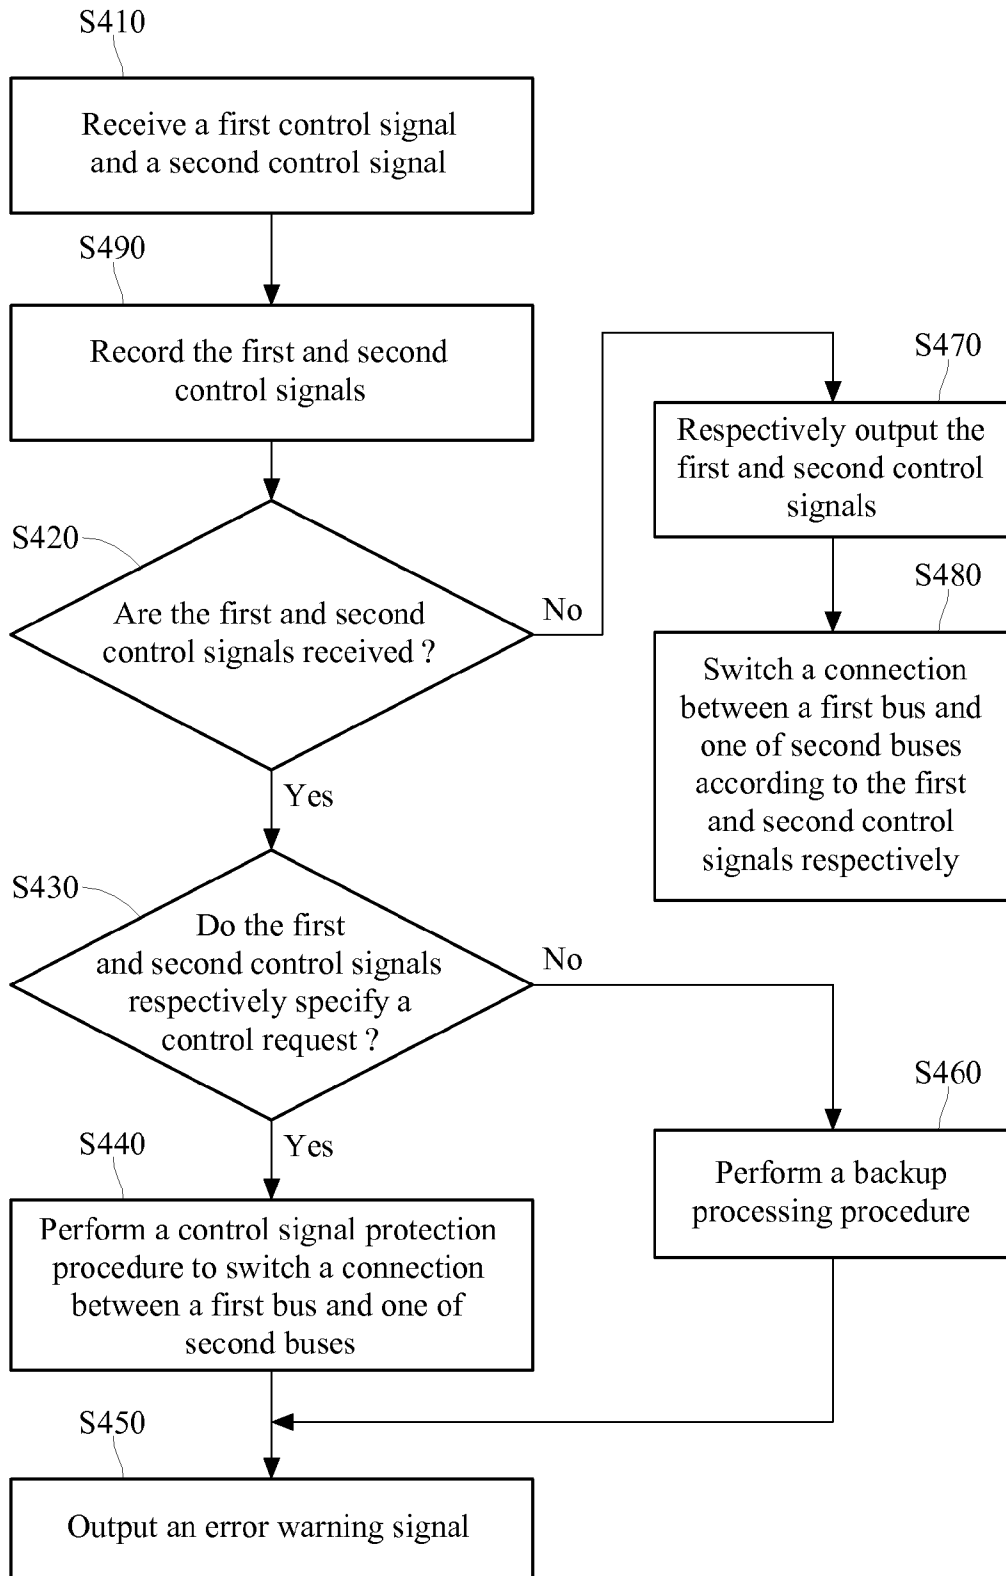 S410
Receive a first control signal
and a second control signal
S490
Record the first and second
control signals
S470
Respectively output the
first and second control
signals
S420
Are the first and second
control signals received ?
No
S480
Switch a connection
between a first bus and
one of second buses
according to the first
and second control
signals respectively
Yes
S430
Do the first
and second control signals
respectively specify a
control request ?
No
S460
Perform a backup
processing procedure
Yes
S440
Perform a control signal protection
procedure to switch a connection
between a first bus and one of
second buses
S450
Output an error warning signal